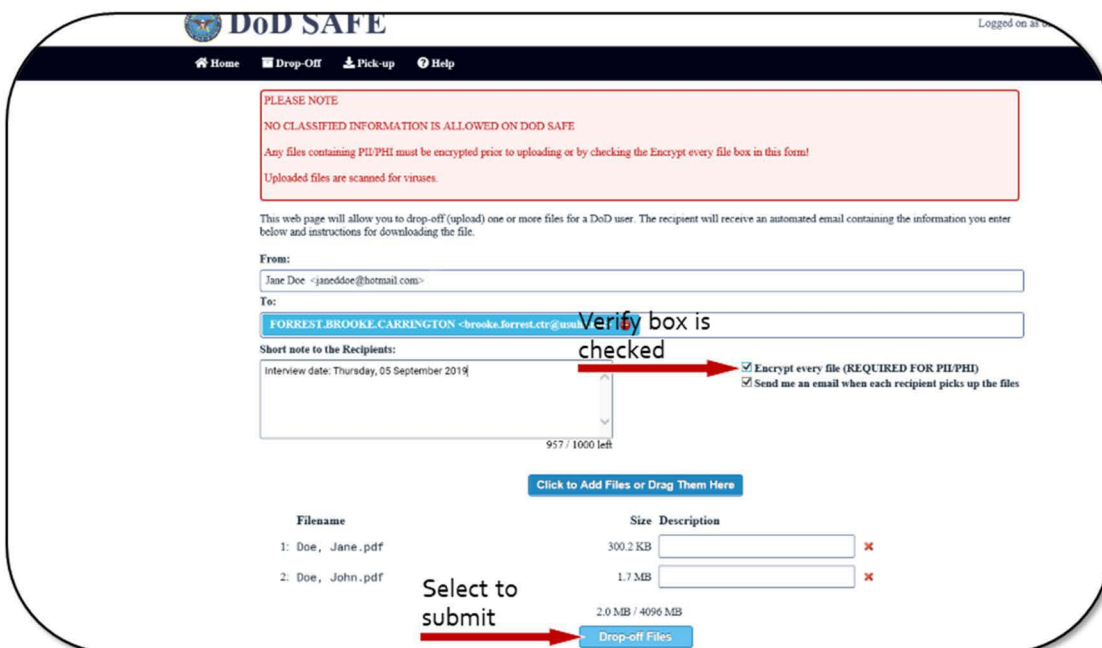 DoD SAFE
Logged on as
Home Drop-Off Pick-up Help
PLEASE NOTE
NO CLASSIFIED INFORMATION IS ALLOWED ON DOD SAFE
Any files containing PII/PHI must be encrypted prior to uploading or by checking the Encrypt every file box in this form!
Uploaded files are scanned for viruses.
This web page will allow you to drop-off (upload) one or more files for a DoD user. The recipient will receive an automated email containing the information you enter
below and instructions for downloading the file.
From:
Jane Doe <janeddoe@hotmail.com>
To:
FORREST.BROOKE.CARRINGTON <brooke.forrest.ctr@usuh
Verify box is
checked
Short note to the Recipients:
Interview date: Thursday, 05 September 2019
Encrypt every file (REQUIRED FOR PII/PHI)
Send me an email when each recipient picks up the files
957 / 1000 left
Click to Add Files or Drag Them Here
Filename Size Description
1: Doe, Jane.pdf 300.2 KB
2: Doe, John.pdf 1.7 MB
Select to
submit
2.0 MB / 4096 MB
Drop-off Files